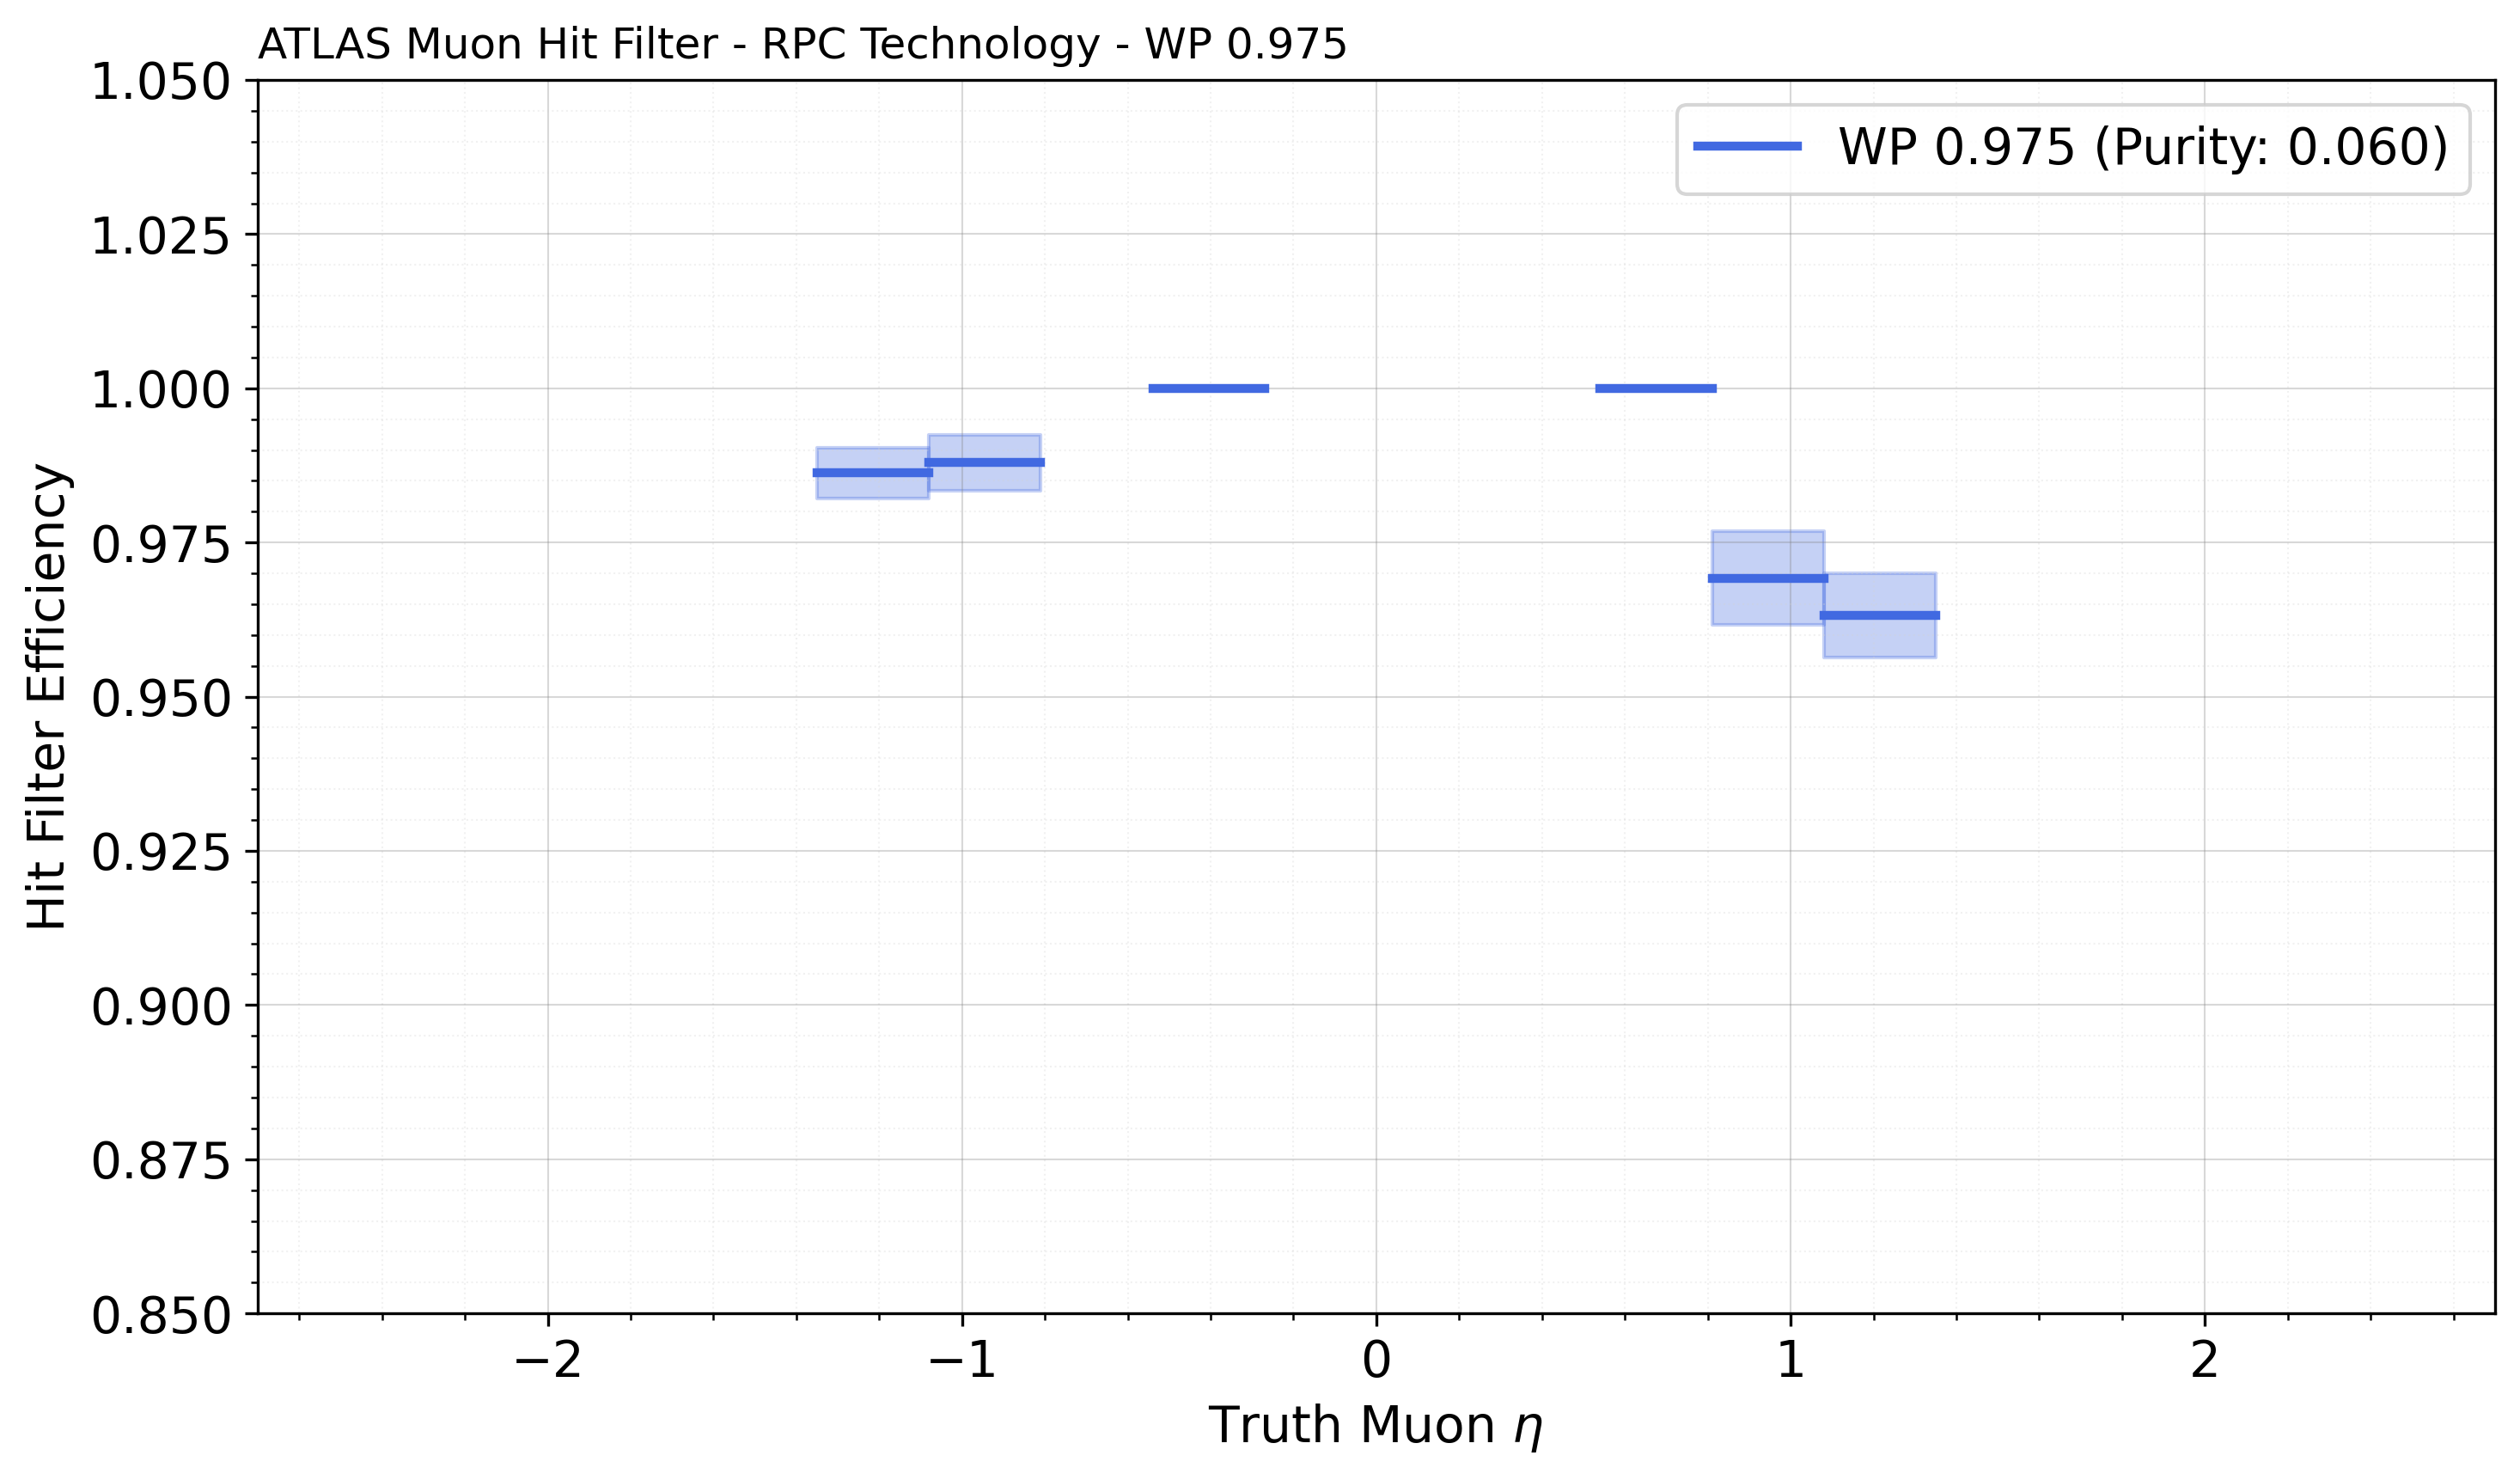 ATLAS Muon Hit Filter - RPC Technology - WP 0.975
WP 0.975 (Purity: 0.060)
Hit Filter Efficiency
1.050
1.025
1.000
0.975
0.950
0.925
0.900
0.875
0.850
−2 −1 0 1 2
Truth Muon η